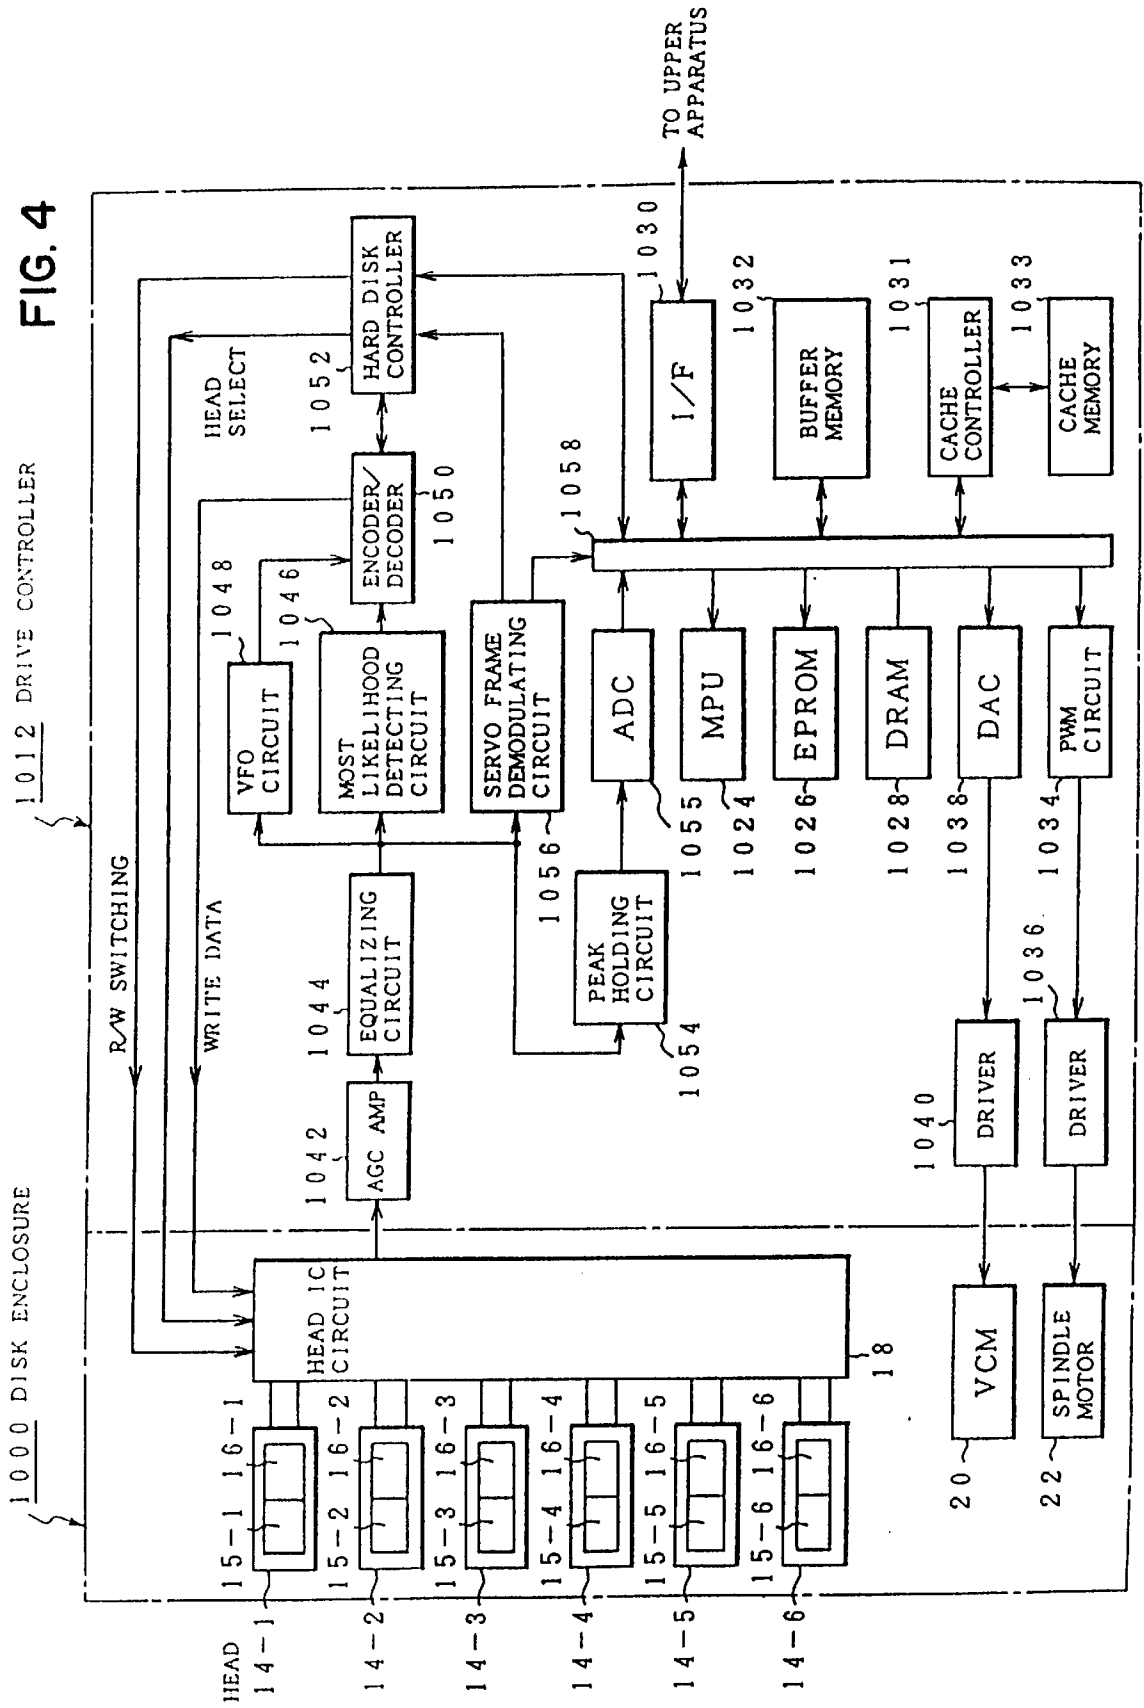 FIG. 4
1000 DISK ENCLOSURE
1012 DRIVE CONTROLLER
R/W SWITCHING
HEAD
SELECT
WRITE DATA
1048
VFO
CIRCUIT
1046
MOST
LIKELIHOOD
DETECTING
CIRCUIT
1052
HARD DISK
CONTROLLER
ENCODER/
DECODER
1050
1042
AGC AMP
1044
EQUALIZING
CIRCUIT
SERVO FRAME
DEMODULATING
CIRCUIT
1056
PEAK
HOLDING
CIRCUIT
1054
ADC
1055
1058
MPU
1024
EPROM
1026
DRAM
1028
DAC
1038
PWM
CIRCUIT
1034
I/F
1030
TO UPPER
APPARATUS
BUFFER
MEMORY
1032
CACHE
CONTROLLER
1031
CACHE
MEMORY
1033
1040
DRIVER
1036
DRIVER
VCM
20
SPINDLE
MOTOR
22
HEAD IC
CIRCUIT
18
HEAD
14-1
15-1
16-1
14-2
15-2
16-2
14-3
15-3
16-3
14-4
15-4
16-4
14-5
15-5
16-5
14-6
15-6
16-6